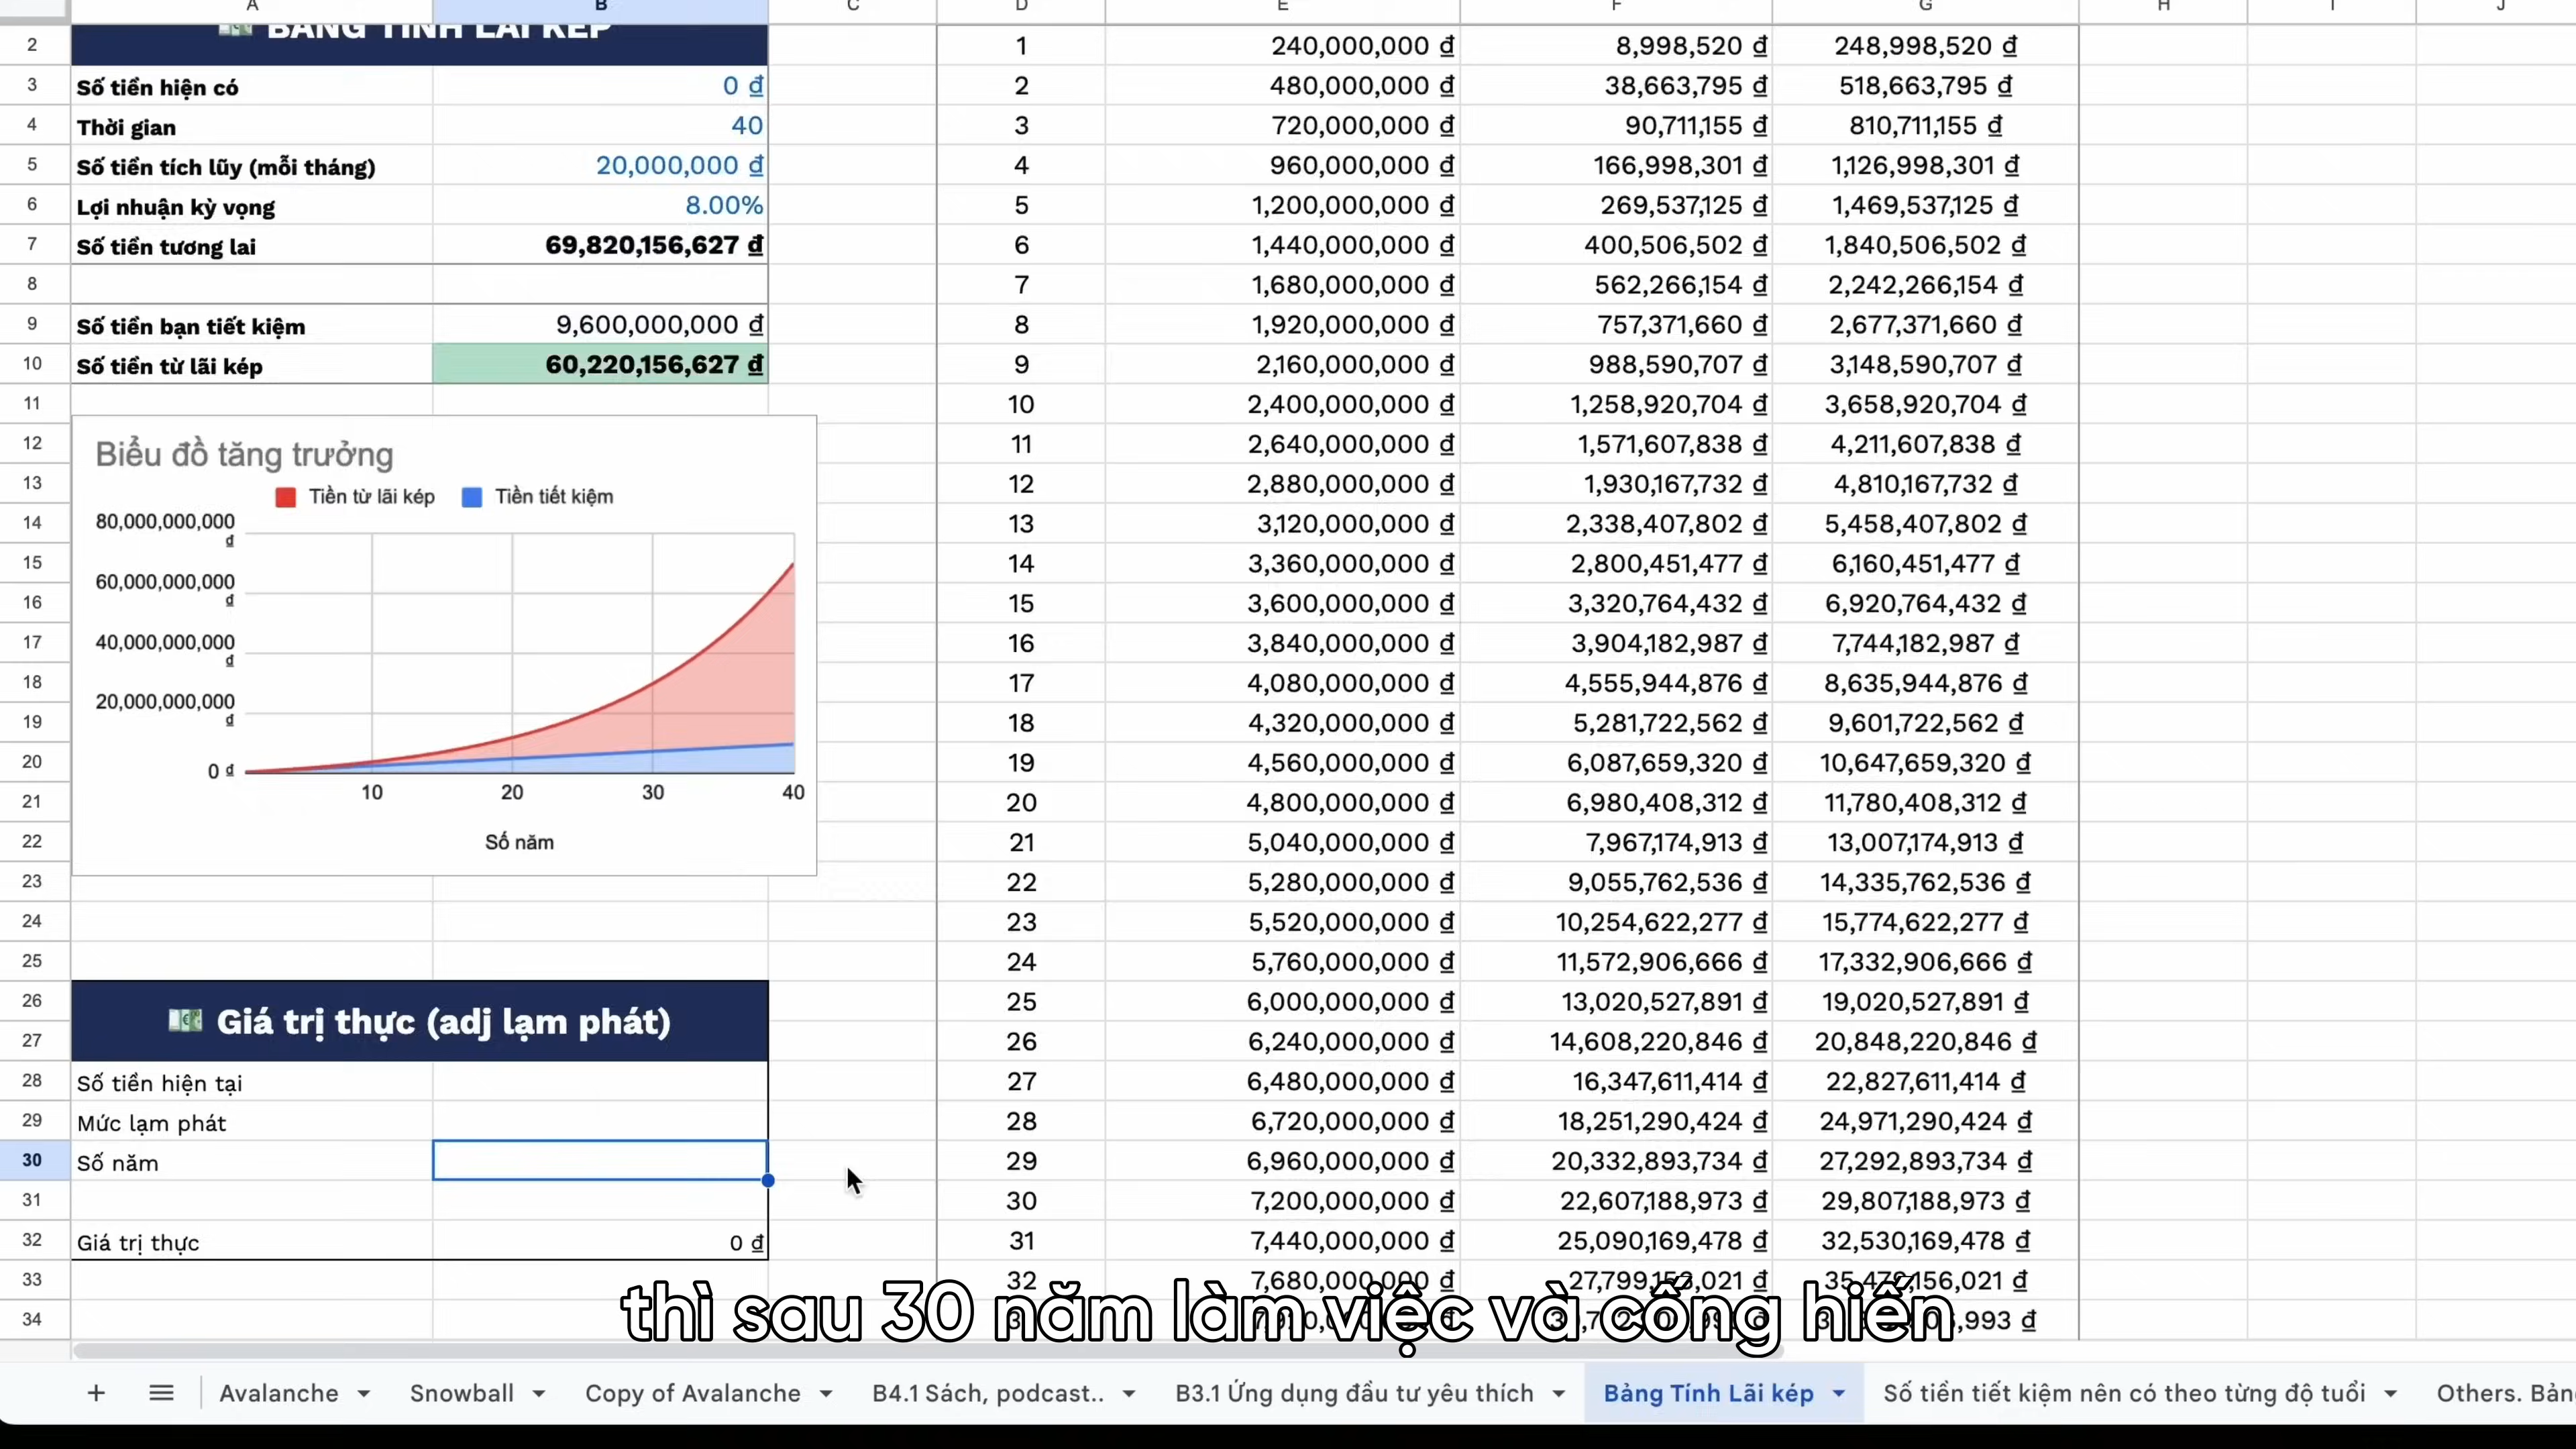 A B C D E F G H I J
💵 BẢNG TÍNH LÃI KÉP
2 1 240,000,000 ₫ 8,998,520 ₫ 248,998,520 ₫
3 Số tiền hiện có 0 ₫ 2 480,000,000 ₫ 38,663,795 ₫ 518,663,795 ₫
4 Thời gian 40 3 720,000,000 ₫ 90,711,155 ₫ 810,711,155 ₫
5 Số tiền tích lũy (mỗi tháng) 20,000,000 ₫ 4 960,000,000 ₫ 166,998,301 ₫ 1,126,998,301 ₫
6 Lợi nhuận kỳ vọng 8.00% 5 1,200,000,000 ₫ 269,537,125 ₫ 1,469,537,125 ₫
7 Số tiền tương lai 69,820,156,627 ₫ 6 1,440,000,000 ₫ 400,506,502 ₫ 1,840,506,502 ₫
8 7 1,680,000,000 ₫ 562,266,154 ₫ 2,242,266,154 ₫
9 Số tiền bạn tiết kiệm 9,600,000,000 ₫ 8 1,920,000,000 ₫ 757,371,660 ₫ 2,677,371,660 ₫
10 Số tiền từ lãi kép 60,220,156,627 ₫ 9 2,160,000,000 ₫ 988,590,707 ₫ 3,148,590,707 ₫
11 10 2,400,000,000 ₫ 1,258,920,704 ₫ 3,658,920,704 ₫
12 11 2,640,000,000 ₫ 1,571,607,838 ₫ 4,211,607,838 ₫
13 12 2,880,000,000 ₫ 1,930,167,732 ₫ 4,810,167,732 ₫
14 13 3,120,000,000 ₫ 2,338,407,802 ₫ 5,458,407,802 ₫
15 14 3,360,000,000 ₫ 2,800,451,477 ₫ 6,160,451,477 ₫
16 15 3,600,000,000 ₫ 3,320,764,432 ₫ 6,920,764,432 ₫
17 16 3,840,000,000 ₫ 3,904,182,987 ₫ 7,744,182,987 ₫
18 17 4,080,000,000 ₫ 4,555,944,876 ₫ 8,635,944,876 ₫
19 18 4,320,000,000 ₫ 5,281,722,562 ₫ 9,601,722,562 ₫
20 19 4,560,000,000 ₫ 6,087,659,320 ₫ 10,647,659,320 ₫
21 20 4,800,000,000 ₫ 6,980,408,312 ₫ 11,780,408,312 ₫
22 21 5,040,000,000 ₫ 7,967,174,913 ₫ 13,007,174,913 ₫
23 22 5,280,000,000 ₫ 9,055,762,536 ₫ 14,335,762,536 ₫
24 23 5,520,000,000 ₫ 10,254,622,277 ₫ 15,774,622,277 ₫
25 24 5,760,000,000 ₫ 11,572,906,666 ₫ 17,332,906,666 ₫
26 25 6,000,000,000 ₫ 13,020,527,891 ₫ 19,020,527,891 ₫
💶 Giá trị thực (adj lạm phát)
27 26 6,240,000,000 ₫ 14,608,220,846 ₫ 20,848,220,846 ₫
28 Số tiền hiện tại 27 6,480,000,000 ₫ 16,347,611,414 ₫ 22,827,611,414 ₫
29 Mức lạm phát 28 6,720,000,000 ₫ 18,251,290,424 ₫ 24,971,290,424 ₫
30 Số năm 29 6,960,000,000 ₫ 20,332,893,734 ₫ 27,292,893,734 ₫
31 30 7,200,000,000 ₫ 22,607,188,973 ₫ 29,807,188,973 ₫
32 Giá trị thực 0 ₫ 31 7,440,000,000 ₫ 25,090,169,478 ₫ 32,530,169,478 ₫
33 32 7,680,000,000 ₫
34
Biểu đồ tăng trưởng
Tiền từ lãi kép Tiền tiết kiệm
80,000,000,000
₫
60,000,000,000
₫
40,000,000,000
₫
20,000,000,000
₫
0 ₫
10 20 30 40
Số năm
thì sau 30 năm làm việc và cống hiến
+ Avalanche Snowball Copy of Avalanche B4.1 Sách, podcast.. B3.1 Ứng dụng đầu tư yêu thích Bảng Tính Lãi kép Số tiền tiết kiệm nên có theo từng độ tuổi Others.